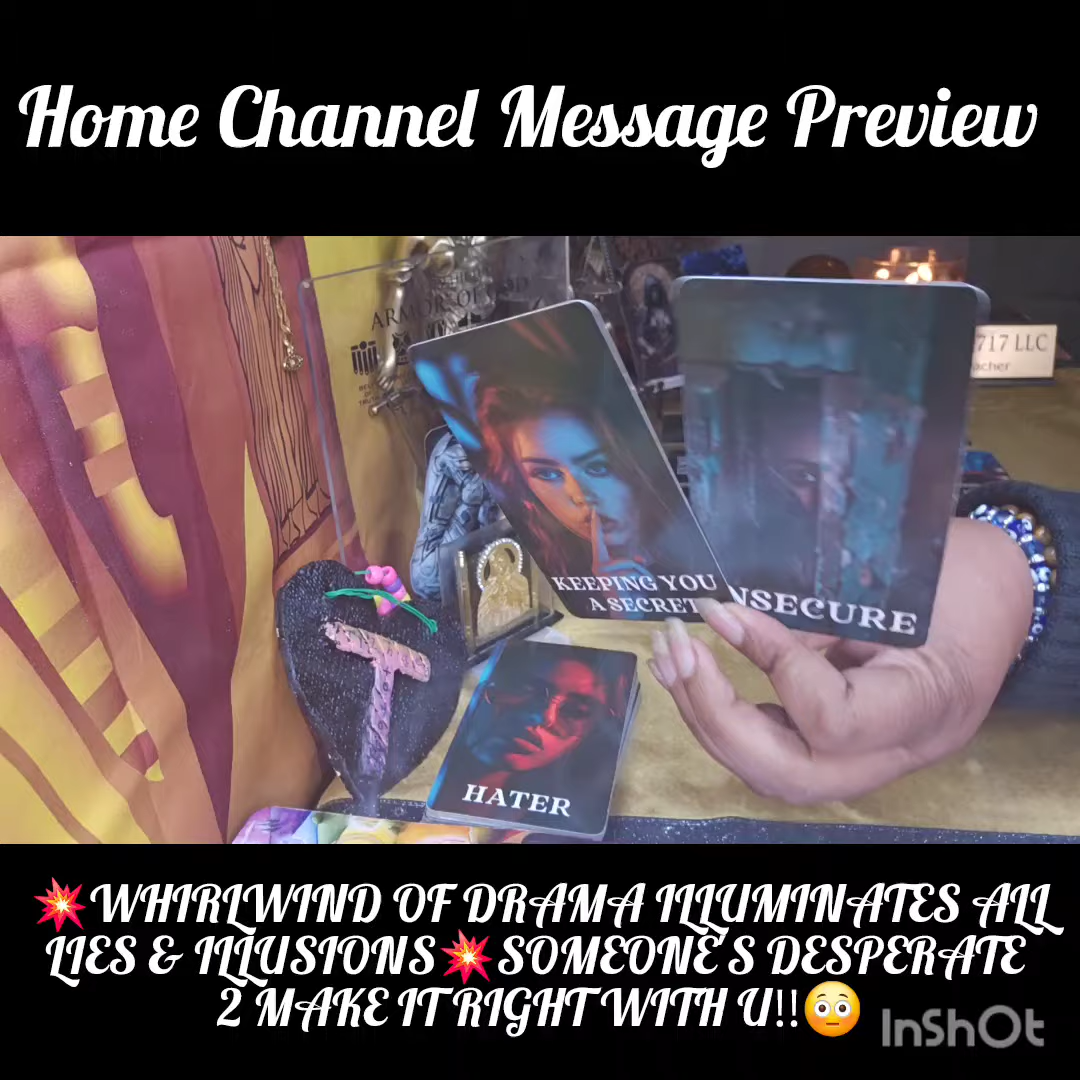 Home Channel Message Preview
ARMOR OF GOD
717 LLC
KEEPING YOU
A SECRET
NSECURE
HATER
💥WHIRLWIND OF DRAMA ILLUMINATES ALL
LIES & ILLUSIONS💥SOMEONE'S DESPERATE
2 MAKE IT RIGHT WITH U!!😳
InShOt